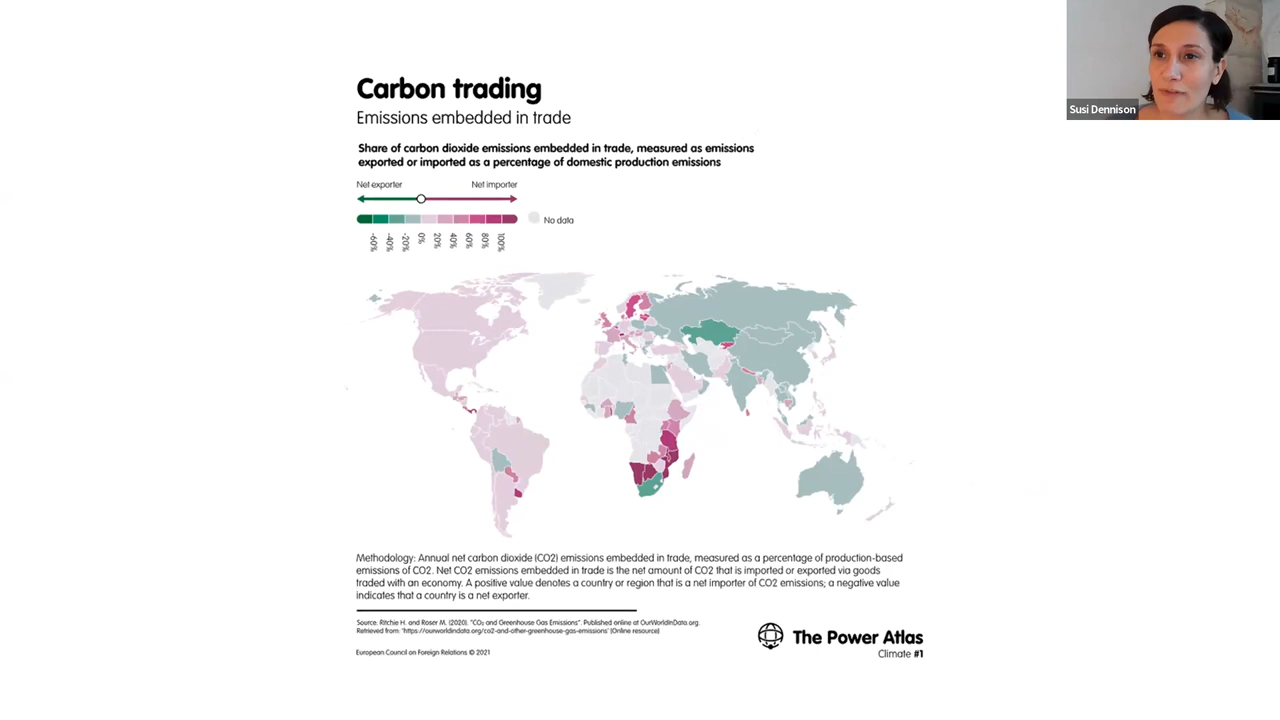 Carbon trading
Emissions embedded in trade
Share of carbon dioxide emissions embedded in trade, measured as emissions
exported or imported as a percentage of domestic production emissions
Net exporter
Net importer
No data
-60%
-40%
-20%
0%
20%
40%
60%
80%
100%
Susi Dennison
Methodology: Annual net carbon dioxide (CO2) emissions embedded in trade, measured as a percentage of production-based
emissions of CO2. Net CO2 emissions embedded in trade is the net amount of CO2 that is imported or exported via goods
traded with an economy. A positive value denotes a country or region that is a net importer of CO2 emissions; a negative value
indicates that a country is a net exporter.
Source: Ritchie H. and Roser M. (2020). "CO₂ and Greenhouse Gas Emissions". Published online at OurWorldInData.org.
Retrieved from: 'https://ourworldindata.org/co2-and-other-greenhouse-gas-emissions' (Online resource)
European Council on Foreign Relations © 2021
The Power Atlas
Climate #1